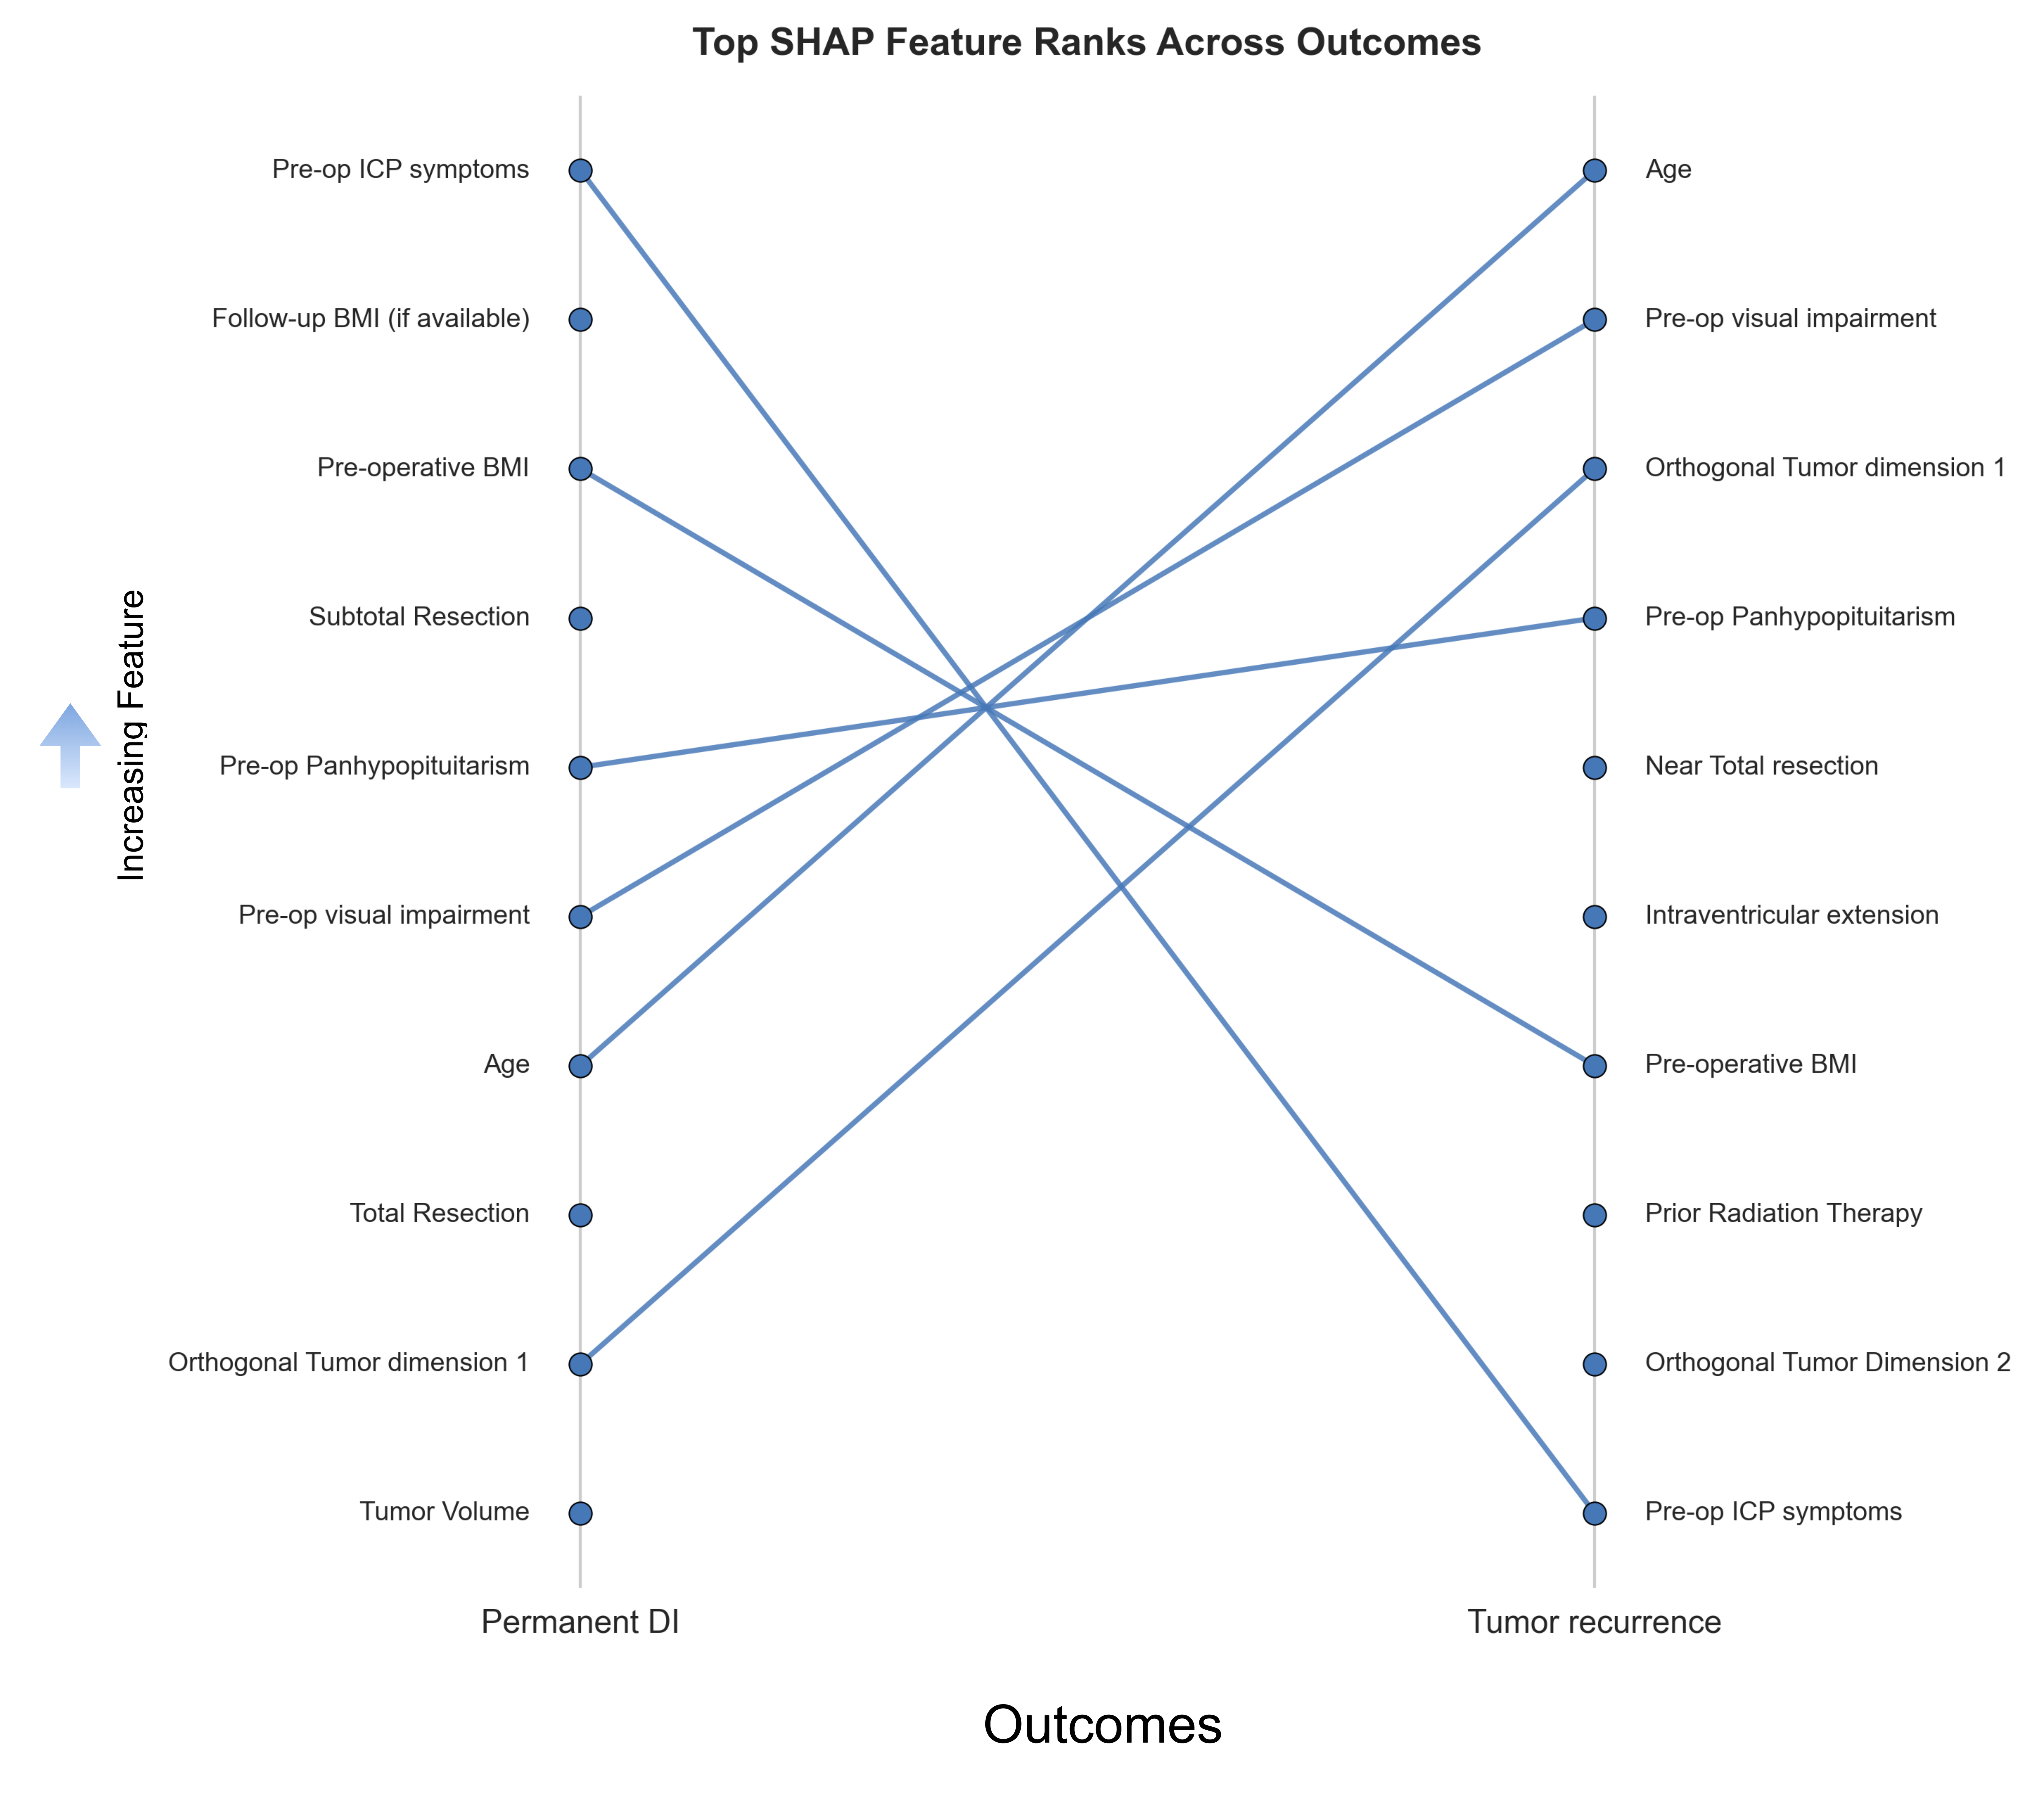 Top SHAP Feature Ranks Across Outcomes
Increasing Feature
Pre-op ICP symptoms
Follow-up BMI (if available)
Pre-operative BMI
Subtotal Resection
Pre-op Panhypopituitarism
Pre-op visual impairment
Age
Total Resection
Orthogonal Tumor dimension 1
Tumor Volume
Age
Pre-op visual impairment
Orthogonal Tumor dimension 1
Pre-op Panhypopituitarism
Near Total resection
Intraventricular extension
Pre-operative BMI
Prior Radiation Therapy
Orthogonal Tumor Dimension 2
Pre-op ICP symptoms
Permanent DI
Tumor recurrence
Outcomes